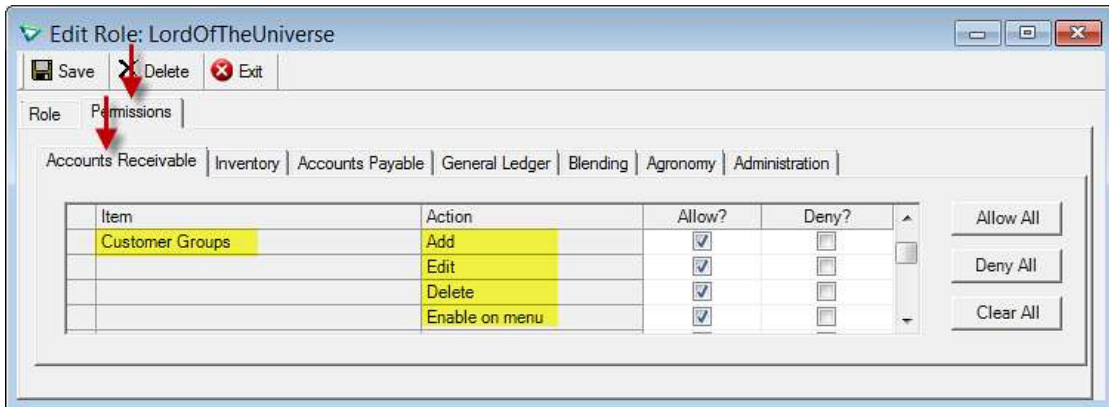 Edit Role: LordOfTheUniverse
Save Delete Exit
Role Permissions
Accounts Receivable Inventory Accounts Payable General Ledger Blending Agronomy Administration
Item Action Allow? Deny? Allow All
Customer Groups Add
Edit Deny All
Delete
Enable on menu Clear All